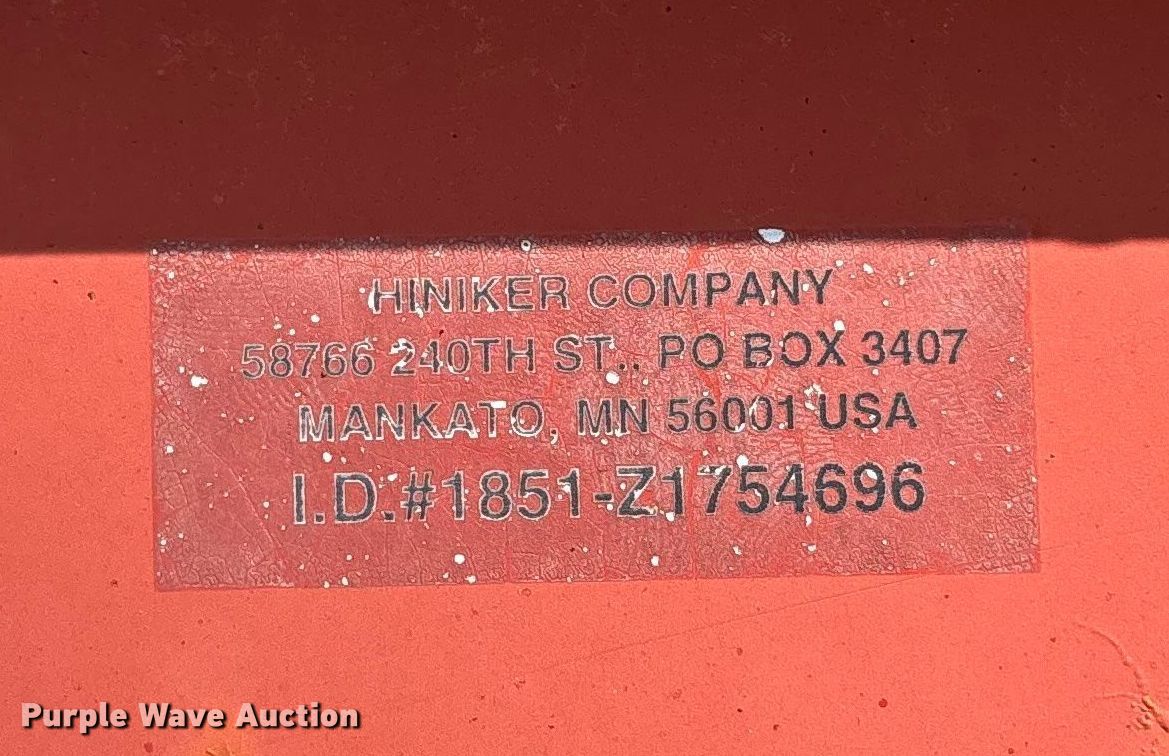 HINIKER COMPANY
58766 240TH ST., PO BOX 3407
MANKATO, MN 56001 USA
I.D.#1851-Z1754696
Purple Wave Auction